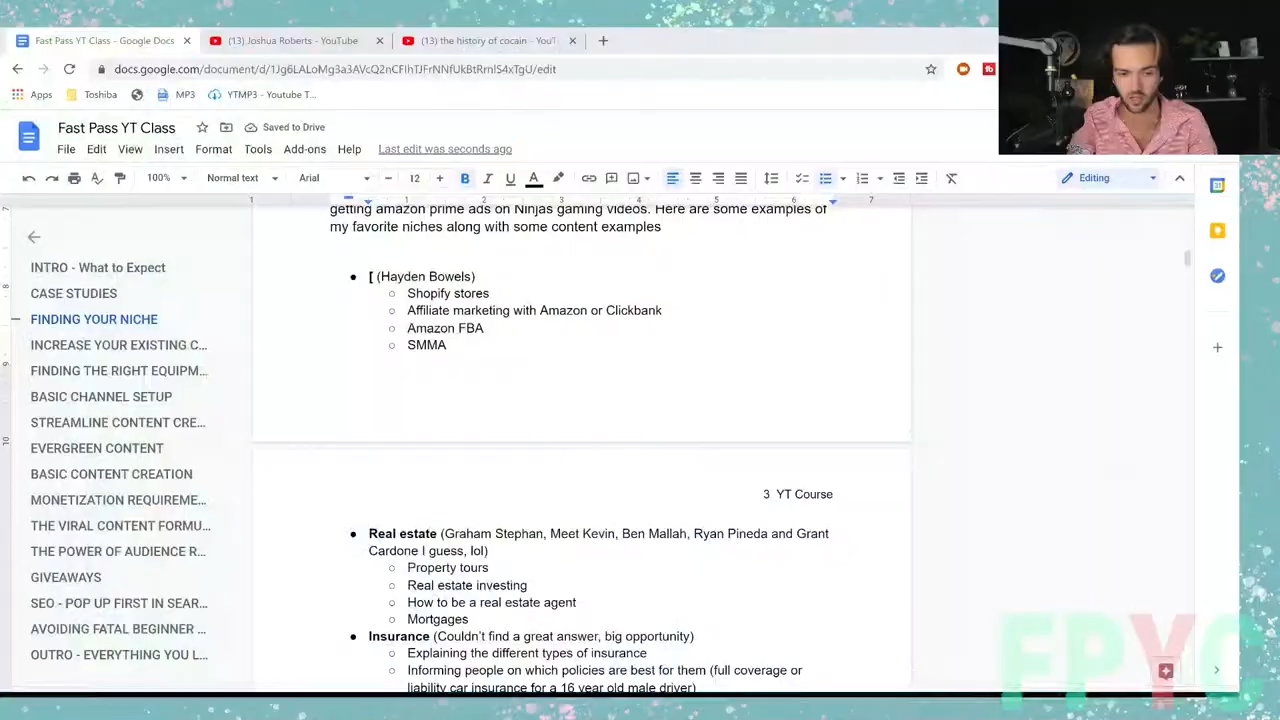 Fast Pass YT Class - Google Docs
(13) Joshua Roberts - YouTube
(13) the history of cocain - YouT
Apps
Toshiba
MP3
YTMP3 - Youtube T...
Fast Pass YT Class
Saved to Drive
File Edit View Insert Format Tools Add-ons Help Last edit was seconds ago
100% Normal text Arial 12 Editing
1 1 2 3 4 5 6 7
getting amazon prime ads on Ninjas gaming videos. Here are some examples of
my favorite niches along with some content examples
INTRO - What to Expect
CASE STUDIES
FINDING YOUR NICHE
INCREASE YOUR EXISTING C...
FINDING THE RIGHT EQUIPM...
BASIC CHANNEL SETUP
STREAMLINE CONTENT CRE...
EVERGREEN CONTENT
BASIC CONTENT CREATION
MONETIZATION REQUIREME...
THE VIRAL CONTENT FORMU...
THE POWER OF AUDIENCE R...
GIVEAWAYS
SEO - POP UP FIRST IN SEAR...
AVOIDING FATAL BEGINNER ...
OUTRO - EVERYTHING YOU L...
● [ (Hayden Bowels)
○ Shopify stores
○ Affiliate marketing with Amazon or Clickbank
○ Amazon FBA
○ SMMA
3 YT Course
● Real estate (Graham Stephan, Meet Kevin, Ben Mallah, Ryan Pineda and Grant
Cardone I guess, lol)
○ Property tours
○ Real estate investing
○ How to be a real estate agent
○ Mortgages
● Insurance (Couldn't find a great answer, big opportunity)
○ Explaining the different types of insurance
○ Informing people on which policies are best for them (full coverage or
16 year old male driver)
FPYC